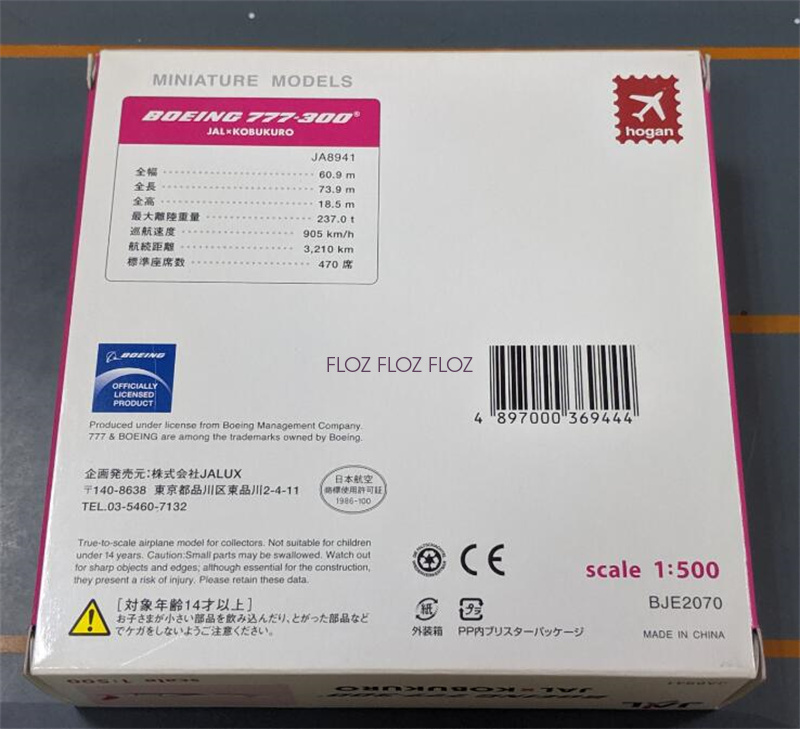 MINIATURE MODELS
BOEING 777-300®
JAL×KOBUKURO
JA8941
全幅 60.9 m
全長 73.9 m
全高 18.5 m
最大離陸重量 237.0 t
巡航速度 905 km/h
航続距離 3,210 km
標準座席数 470 席
hogan
BOEING
OFFICIALLY
LICENSED
PRODUCT
FLOZ FLOZ FLOZ
4 897000 369444
Produced under license from Boeing Management Company.
777 & BOEING are among the trademarks owned by Boeing.
企画発売元:株式会社JALUX
〒140-8638 東京都品川区東品川2-4-11
TEL.03-5460-7132
日本航空
商標使用許可証
1986-100
True-to-scale airplane model for collectors. Not suitable for children
under 14 years. Caution:Small parts may be swallowed. Watch out
for sharp objects and edges; although essential for the construction,
they present a risk of injury. Please retain these data.
CE
scale 1:500
BJE2070
MADE IN CHINA
[対象年齢14才以上]
お子さまが小さい部品を飲み込んだり、とがった部品など
でケガをしないようご注意ください。
紙
外装箱
プラ
PP内ブリスターパッケージ
scale 1:500
BOEING 777-300
JAL×KOBUKURO
JA8941
JAL